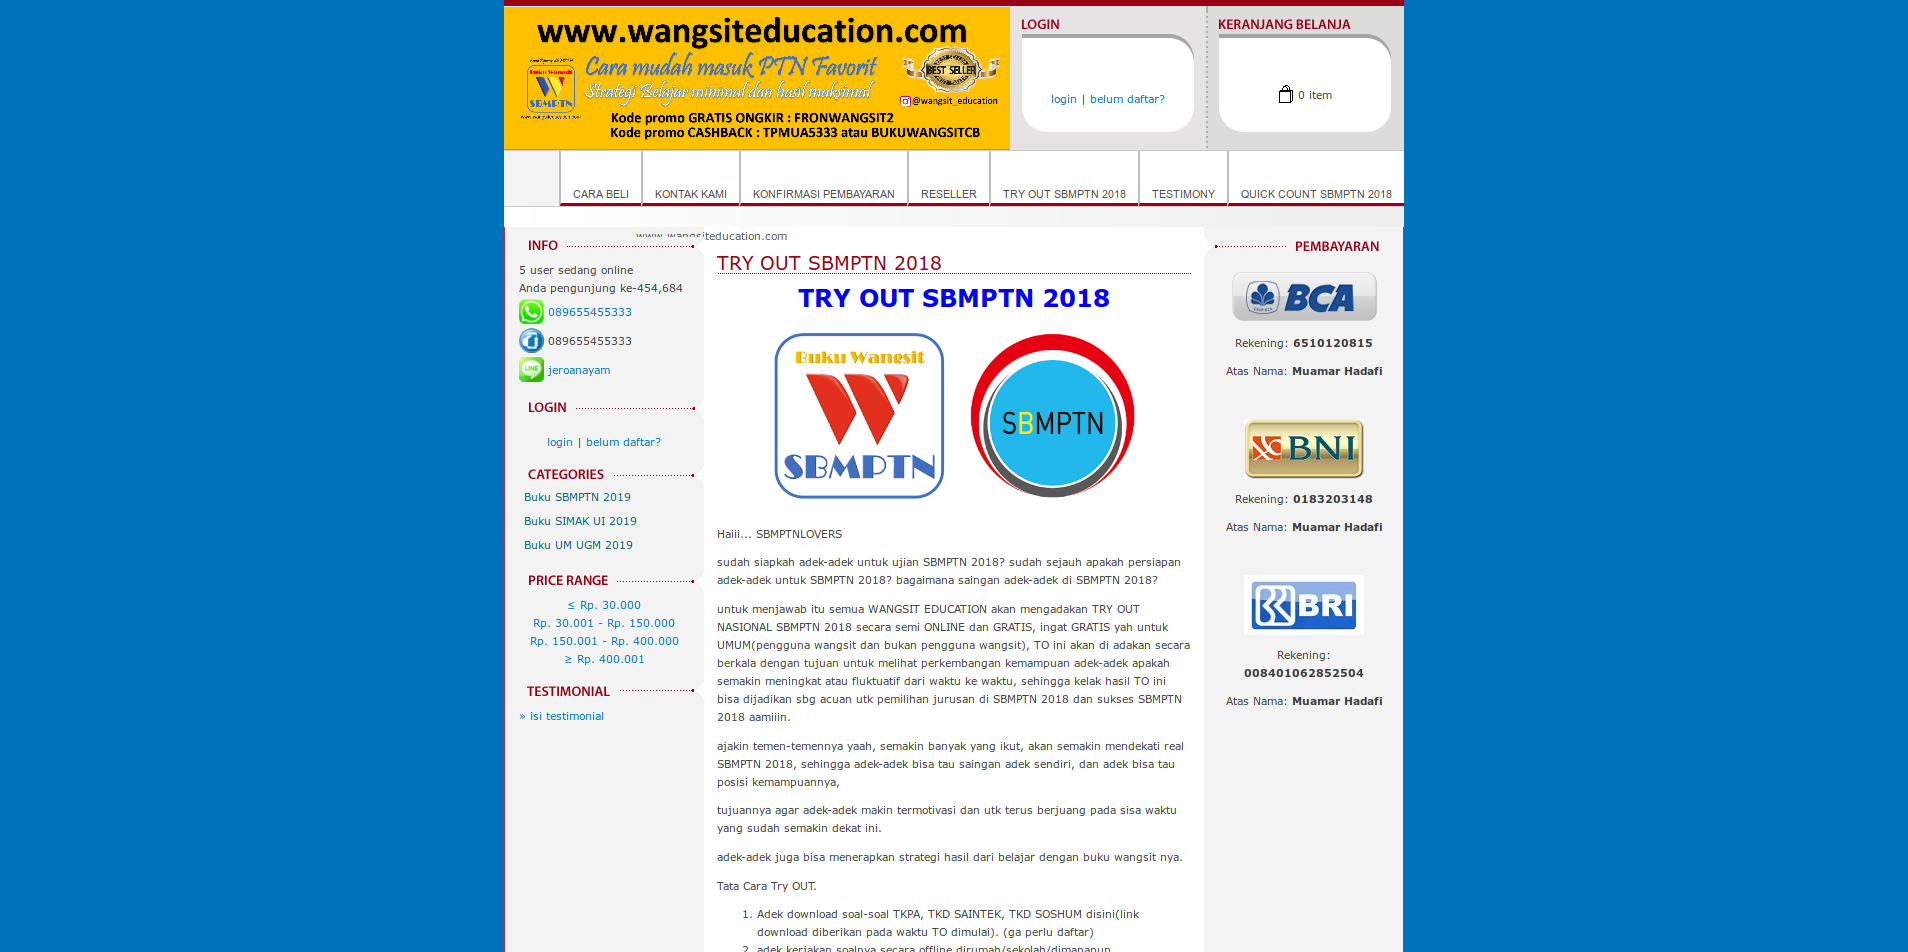 www.wangsiteducation.com
Cara mudah masuk PTN Favorit
Strategi Belajar minimal dan hasil maksimal
Buku Wangsit
W
SBMPTN
www.wangsiteducation.com
BEST SELLER
@wangsit_education
Kode promo GRATIS ONGKIR : FRONWANGSIT2
Kode promo CASHBACK : TPMUA5333 atau BUKUWANGSITCB
LOGIN
login | belum daftar?
KERANJANG BELANJA
0 item
CARA BELI
KONTAK KAMI
KONFIRMASI PEMBAYARAN
RESELLER
TRY OUT SBMPTN 2018
TESTIMONY
QUICK COUNT SBMPTN 2018
www.wangsiteducation.com
INFO
5 user sedang online
Anda pengunjung ke-454,684
089655455333
089655455333
LINE
jeroanayam
LOGIN
login | belum daftar?
CATEGORIES
Buku SBMPTN 2019
Buku SIMAK UI 2019
Buku UM UGM 2019
PRICE RANGE
≤ Rp. 30.000
Rp. 30.001 - Rp. 150.000
Rp. 150.001 - Rp. 400.000
≥ Rp. 400.001
TESTIMONIAL
» isi testimonial
TRY OUT SBMPTN 2018
TRY OUT SBMPTN 2018
Buku Wangsit
W
SBMPTN
SBMPTN
Haiii... SBMPTNLOVERS
sudah siapkah adek-adek untuk ujian SBMPTN 2018? sudah sejauh apakah persiapan
adek-adek untuk SBMPTN 2018? bagaimana saingan adek-adek di SBMPTN 2018?
untuk menjawab itu semua WANGSIT EDUCATION akan mengadakan TRY OUT
NASIONAL SBMPTN 2018 secara semi ONLINE dan GRATIS, ingat GRATIS yah untuk
UMUM(pengguna wangsit dan bukan pengguna wangsit), TO ini akan di adakan secara
berkala dengan tujuan untuk melihat perkembangan kemampuan adek-adek apakah
semakin meningkat atau fluktuatif dari waktu ke waktu, sehingga kelak hasil TO ini
bisa dijadikan sbg acuan utk pemilihan jurusan di SBMPTN 2018 dan sukses SBMPTN
2018 aamiiin.
ajakin temen-temennya yaah, semakin banyak yang ikut, akan semakin mendekati real
SBMPTN 2018, sehingga adek-adek bisa tau saingan adek sendiri, dan adek bisa tau
posisi kemampuannya,
tujuannya agar adek-adek makin termotivasi dan utk terus berjuang pada sisa waktu
yang sudah semakin dekat ini.
adek-adek juga bisa menerapkan strategi hasil dari belajar dengan buku wangsit nya.
Tata Cara Try OUT.
1. Adek download soal-soal TKPA, TKD SAINTEK, TKD SOSHUM disini(link
download diberikan pada waktu TO dimulai). (ga perlu daftar)
2. adek kerjakan soalnya secara offline dirumah/sekolah/dimanapun
PEMBAYARAN
BCA
Rekening: 6510120815
Atas Nama: Muamar Hadafi
BNI
Rekening: 0183203148
Atas Nama: Muamar Hadafi
BRI
Rekening:
008401062852504
Atas Nama: Muamar Hadafi